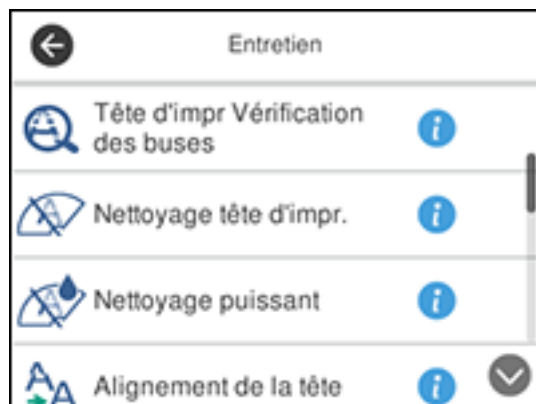 Entretien
Tête d'impr Vérification
des buses
Nettoyage tête d'impr.
Nettoyage puissant
Alignement de la tête